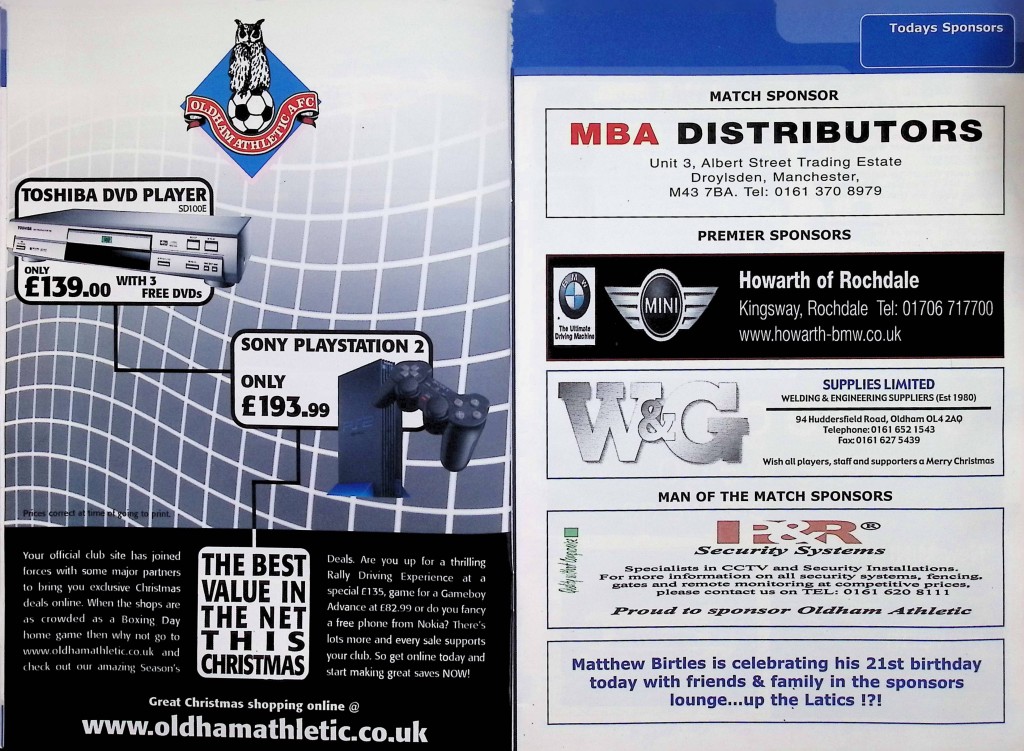 OLDHAM ATHLETIC A.F.C
TOSHIBA DVD PLAYER
SD100E
ONLY
£139.00
WITH 3
FREE DVDs
SONY PLAYSTATION 2
ONLY
£193.99
Prices correct at time of going to print.
Your official club site has joined
forces with some major partners
to bring you exclusive Christmas
deals online. When the shops are
as crowded as a Boxing Day
home game then why not go to
www.oldhamathletic.co.uk and
check out our amazing Season's
THE BEST
VALUE IN
THE NET
THIS
CHRISTMAS
Deals. Are you up for a thrilling
Rally Driving Experience at a
special £135, game for a Gameboy
Advance at £82.99 or do you fancy
a free phone from Nokia? There's
lots more and every sale supports
your club. So get online today and
start making great saves NOW!
Great Christmas shopping online @
www.oldhamathletic.co.uk
Todays Sponsors
MATCH SPONSOR
MBA DISTRIBUTORS
Unit 3, Albert Street Trading Estate
Droylsden, Manchester,
M43 7BA. Tel: 0161 370 8979
PREMIER SPONSORS
BMW
The Ultimate
Driving Machine
MINI
Howarth of Rochdale
Kingsway, Rochdale Tel: 01706 717700
www.howarth-bmw.co.uk
W&G
SUPPLIES LIMITED
WELDING & ENGINEERING SUPPLIERS (Est 1980)
94 Huddersfield Road, Oldham OL4 2AQ
Telephone: 0161 652 1543
Fax: 0161 627 5439
Wish all players, staff and supporters a Merry Christmas
MAN OF THE MATCH SPONSORS
P&R®
Security Systems
Specialists in CCTV and Security Installations.
For more information on all security systems, fencing,
gates and remote monitoring at competitive prices,
please contact us on TEL: 0161 620 8111
Proud to sponsor Oldham Athletic
Matthew Birtles is celebrating his 21st birthday
today with friends & family in the sponsors
lounge...up the Latics !?!